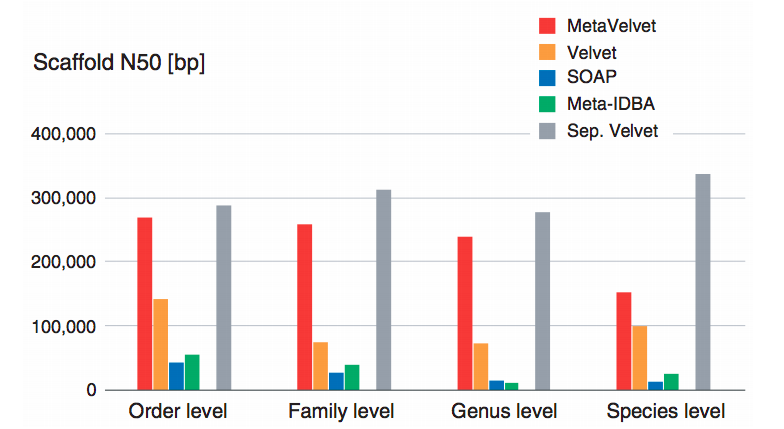 MetaVelvet
Velvet
SOAP
Meta-IDBA
Sep. Velvet
Scaffold N50 [bp]
400,000
300,000
200,000
100,000
0
Order level
Family level
Genus level
Species level